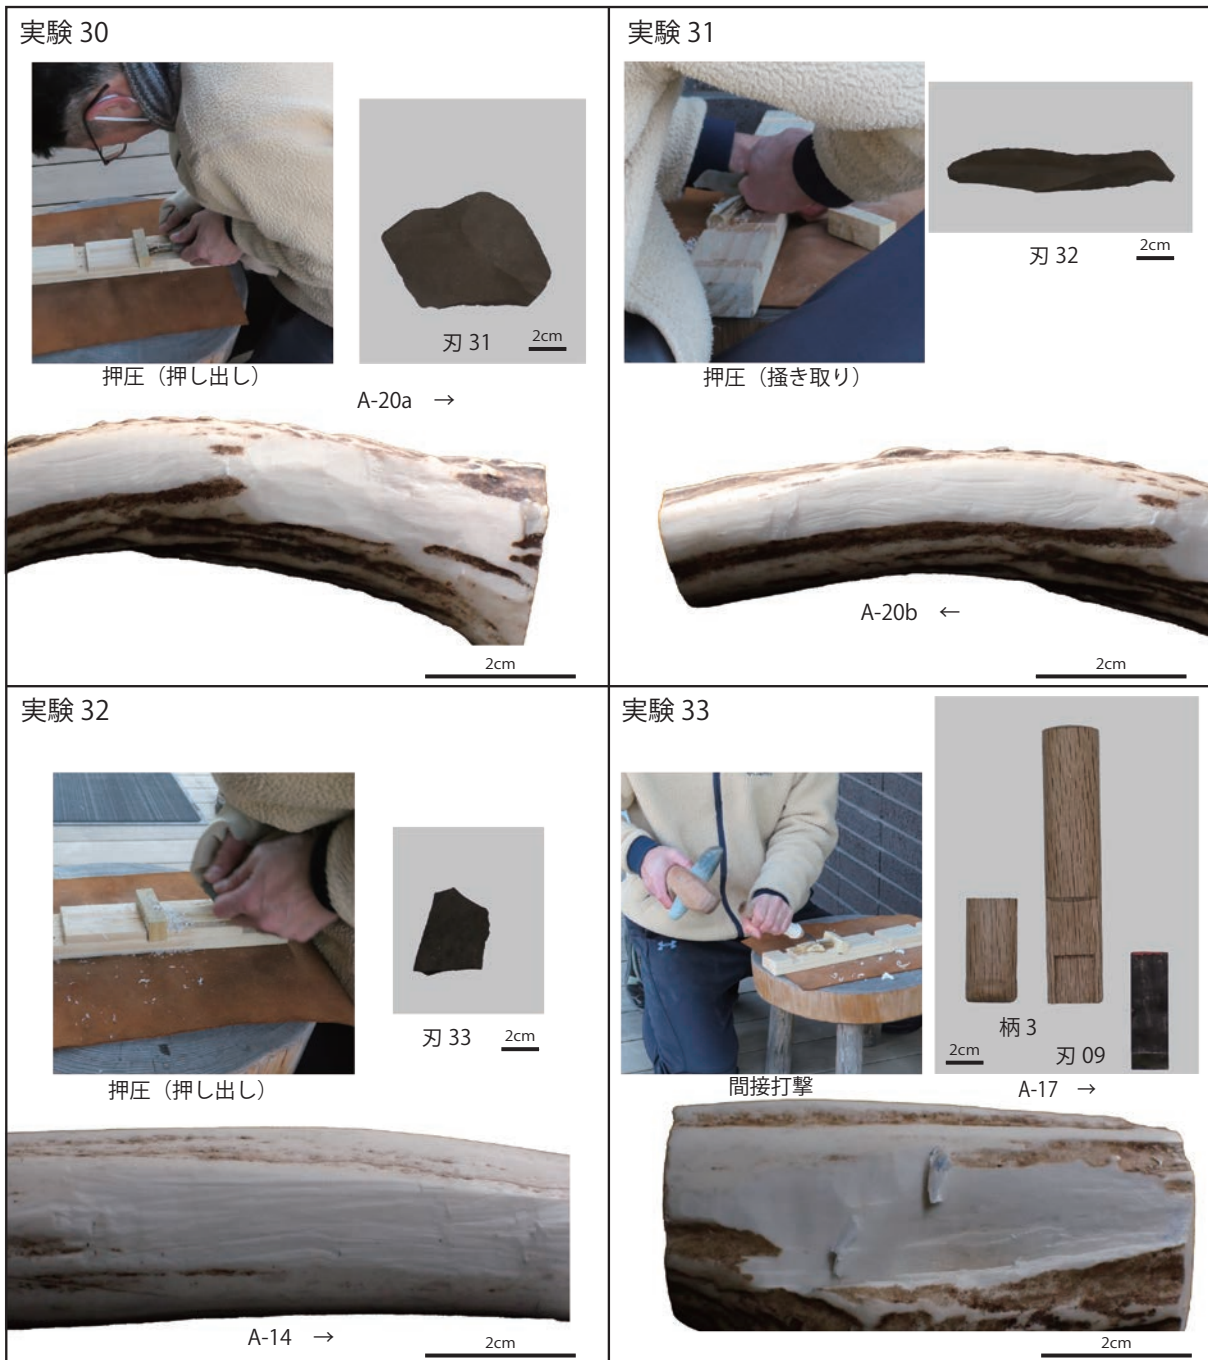 実験 30
刃 31
2cm
押圧（押し出し）
A-20a →
2cm
実験 31
刃 32
2cm
押圧（掻き取り）
A-20b ←
2cm
実験 32
刃 33
2cm
押圧（押し出し）
A-14 →
2cm
実験 33
柄 3
2cm
刃 09
間接打撃
A-17 →
2cm